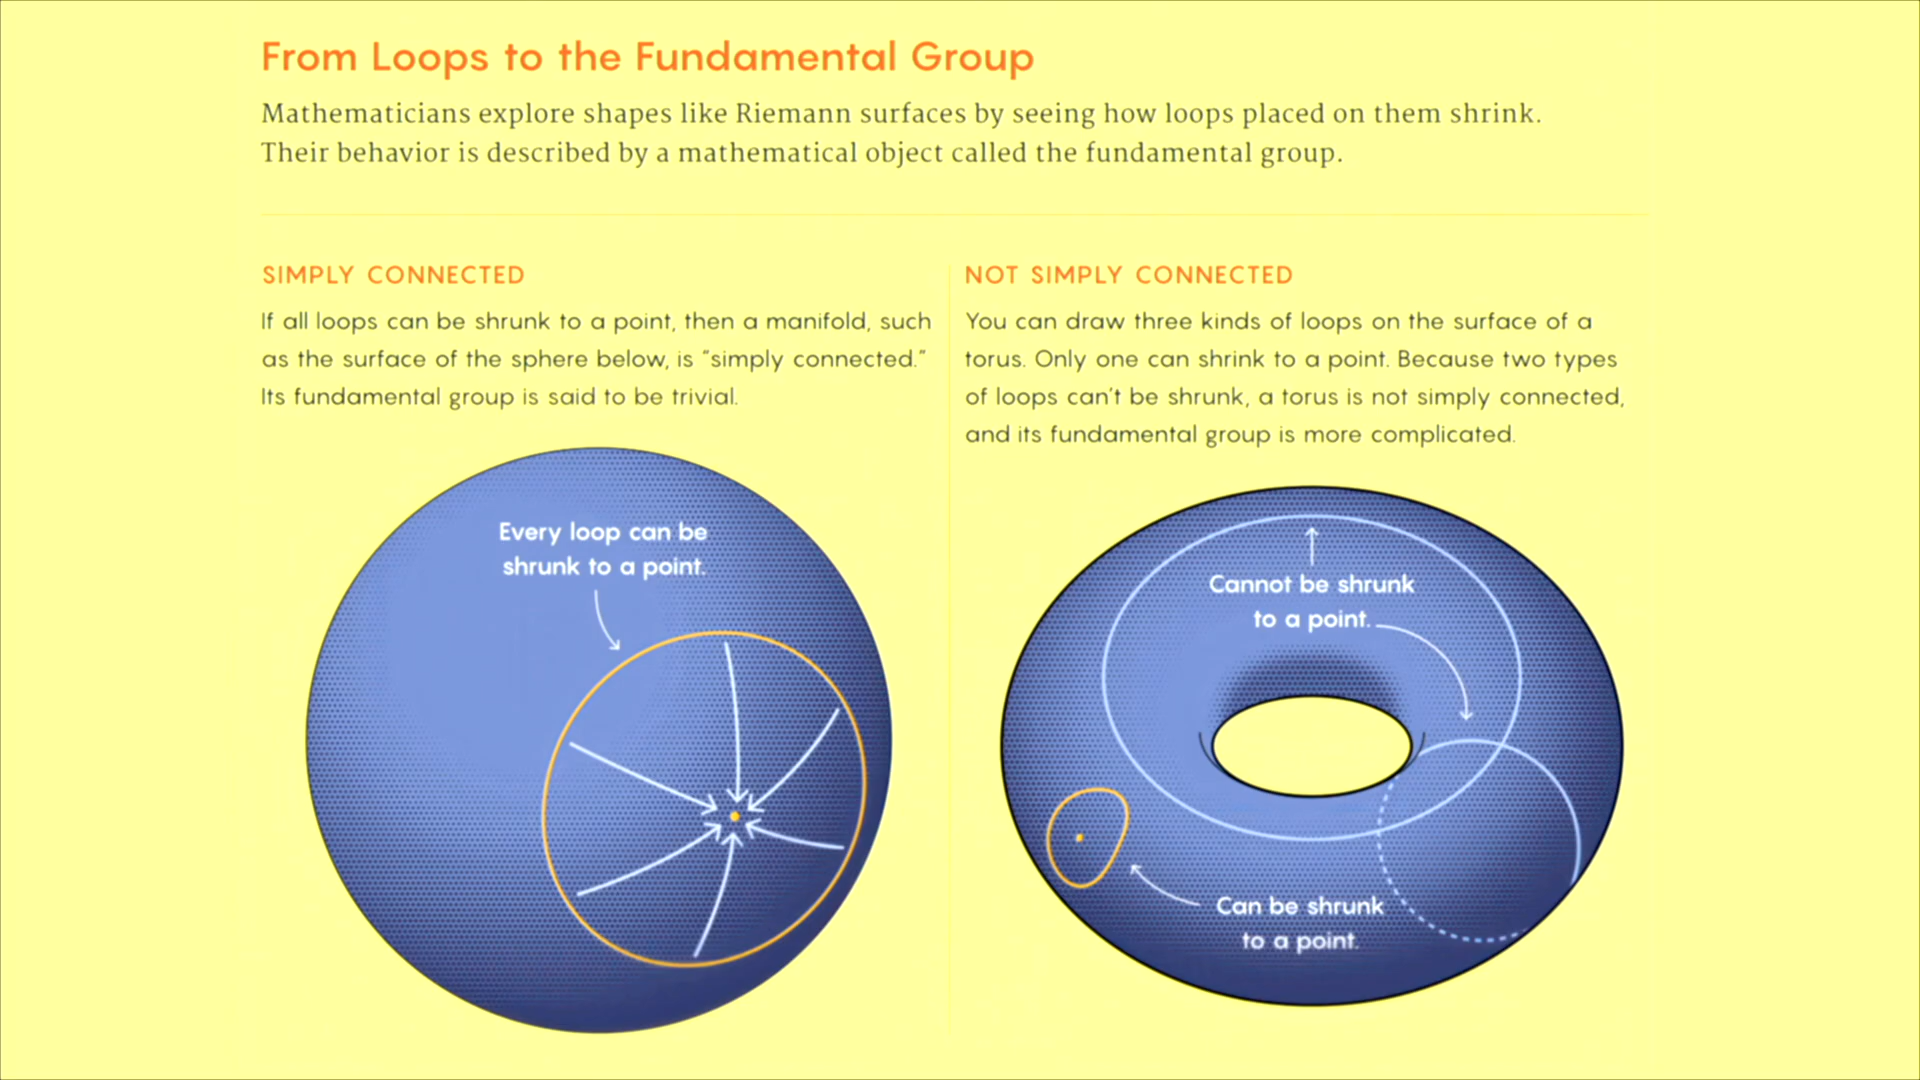 From Loops to the Fundamental Group
Mathematicians explore shapes like Riemann surfaces by seeing how loops placed on them shrink.
Their behavior is described by a mathematical object called the fundamental group.
SIMPLY CONNECTED
If all loops can be shrunk to a point, then a manifold, such
as the surface of the sphere below, is “simply connected.”
Its fundamental group is said to be trivial.
Every loop can be
shrunk to a point.
NOT SIMPLY CONNECTED
You can draw three kinds of loops on the surface of a
torus. Only one can shrink to a point. Because two types
of loops can’t be shrunk, a torus is not simply connected,
and its fundamental group is more complicated.
Cannot be shrunk
to a point.
Can be shrunk
to a point.